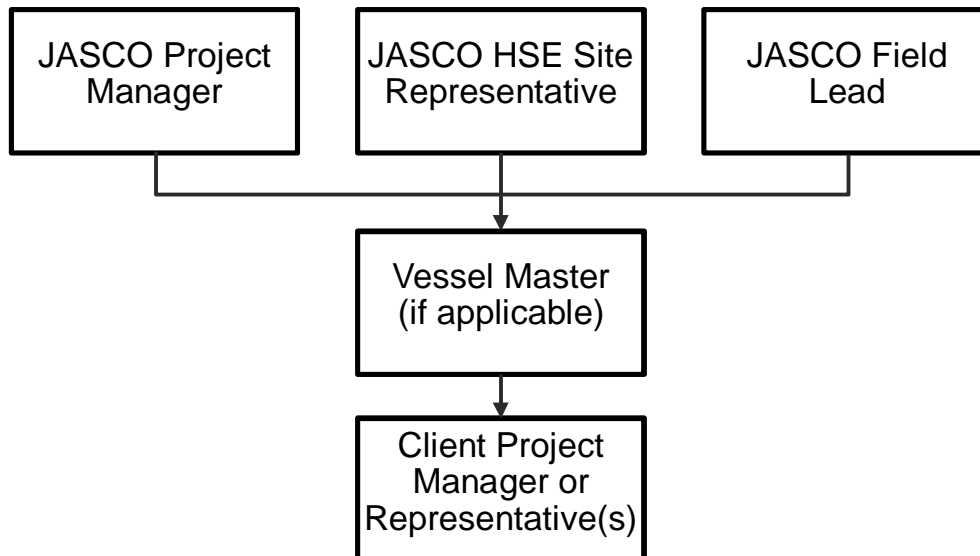 JASCO Project
Manager
JASCO HSE Site
Representative
JASCO Field
Lead
Vessel Master
(if applicable)
Client Project
Manager or
Representative(s)